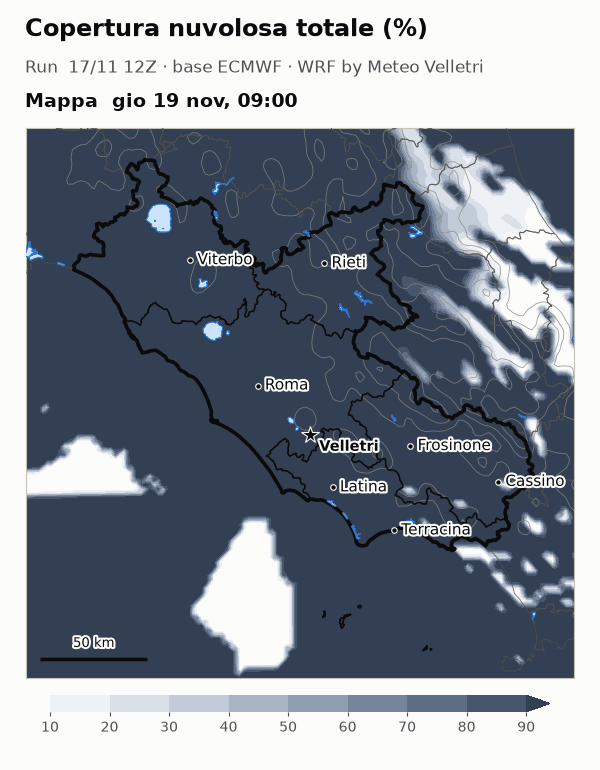 Copertura nuvolosa totale (%)
Run  17/11 12Z · base ECMWF · WRF by Meteo Velletri
Mappa  gio 19 nov, 09:00
Viterbo
Rieti
Roma
Velletri
Frosinone
Cassino
Latina
Terracina
50 km
10 20 30 40 50 60 70 80 90